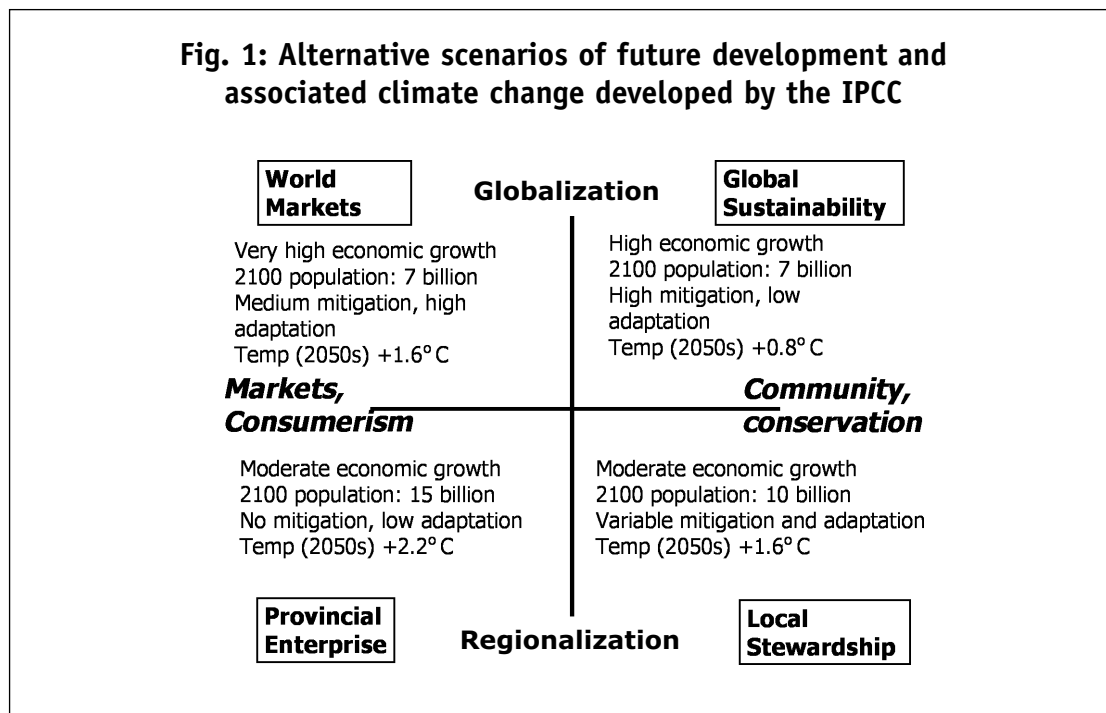 Fig. 1: Alternative scenarios of future development and
associated climate change developed by the IPCC
World
Markets
Globalization
Global
Sustainability
Very high economic growth
2100 population: 7 billion
Medium mitigation, high
adaptation
Temp (2050s) +1.6° C
High economic growth
2100 population: 7 billion
High mitigation, low
adaptation
Temp (2050s) +0.8° C
Markets,
Consumerism
Community,
conservation
Moderate economic growth
2100 population: 15 billion
No mitigation, low adaptation
Temp (2050s) +2.2° C
Moderate economic growth
2100 population: 10 billion
Variable mitigation and adaptation
Temp (2050s) +1.6° C
Provincial
Enterprise
Regionalization
Local
Stewardship